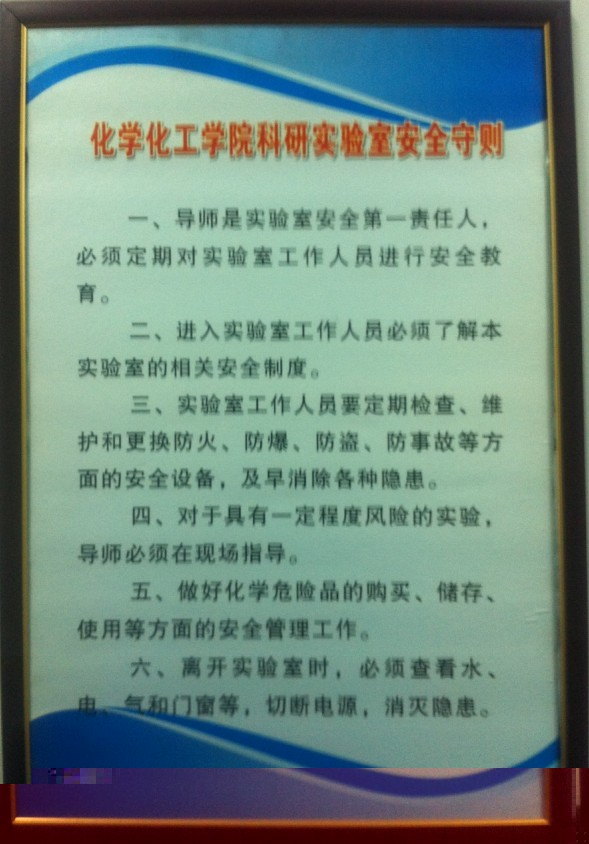 化学化工学院科研实验室安全守则
一、导师是实验室安全第一责任人，
必须定期对实验室工作人员进行安全教
育。
二、进入实验室工作人员必须了解本
实验室的相关安全制度。
三、实验室工作人员要定期检查、维
护和更换防火、防爆、防盗、防事故等方
面的安全设备，及早消除各种隐患。
四、对于具有一定程度风险的实验，
导师必须在现场指导。
五、做好化学危险品的购买、储存、
使用等方面的安全管理工作。
六、离开实验室时，必须查看水、
电、气和门窗等，切断电源，消灭隐患。